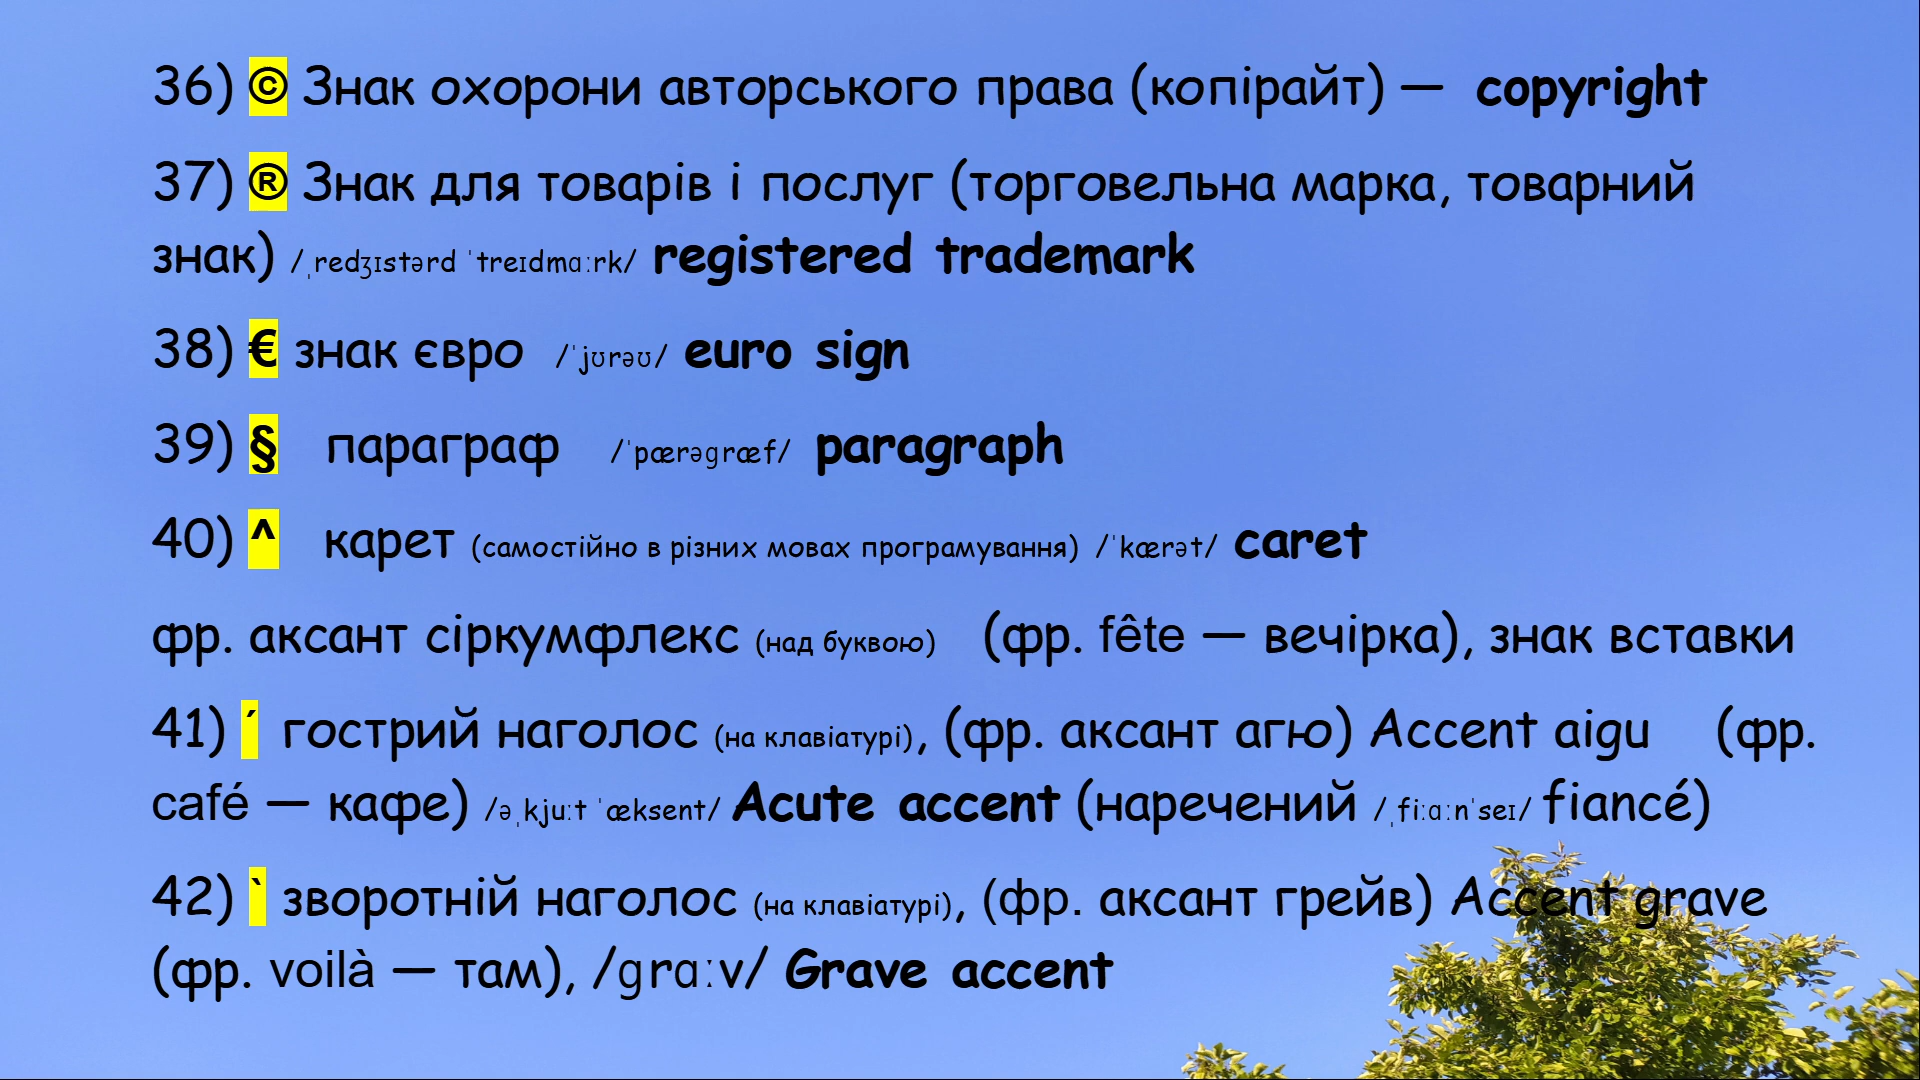 36) © Знак охорони авторського права (копірайт) — copyright
37) ® Знак для товарів і послуг (торговельна марка, товарний
знак) /ˌredʒɪstərd ˈtreɪdmɑːrk/ registered trademark
38) € знак євро /ˈjʊrəʊ/ euro sign
39) § параграф /ˈpærəɡræf/ paragraph
40) ^ карет (самостійно в різних мовах програмування) /ˈkærət/ caret
фр. аксант сіркумфлекс (над буквою) (фр. fête — вечірка), знак вставки
41) ´ гострий наголос (на клавіатурі), (фр. аксант агю) Accent aigu (фр.
café — кафе) /əˌkjuːt ˈæksent/ Acute accent (наречений /ˌfiːɑːnˈseɪ/ fiancé)
42) ` зворотній наголос (на клавіатурі), (фр. аксант грейв) Accent grave
(фр. voilà — там), /ɡrɑːv/ Grave accent